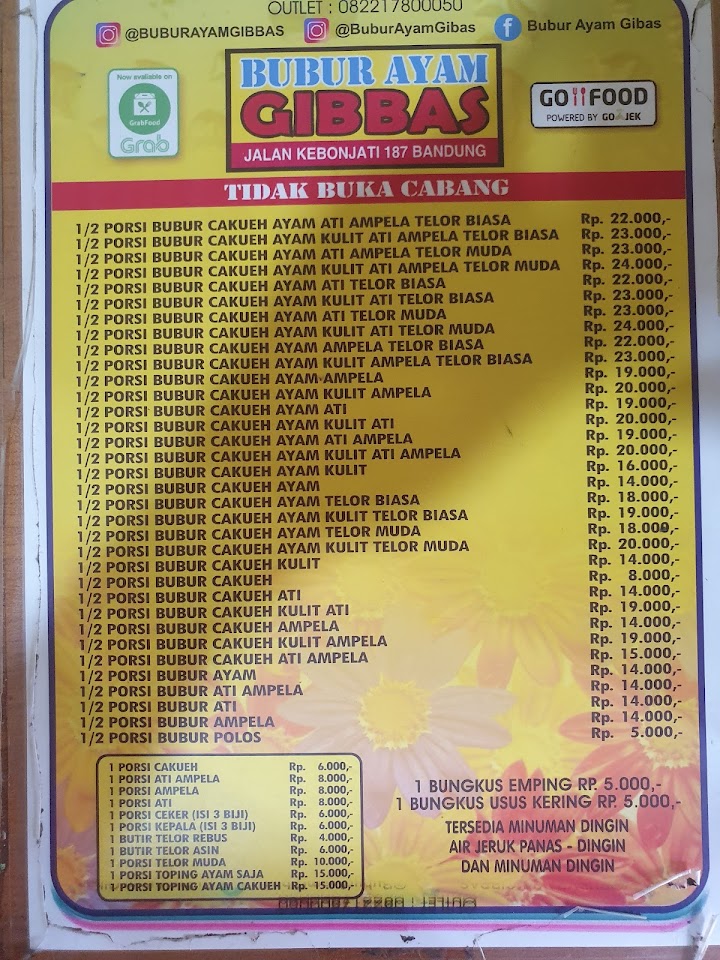 OUTLET : 082217800050
@BUBURAYAMGIBBAS @BuburAyamGibas Bubur Ayam Gibas
Now available on
GrabFood
Grab
BUBUR AYAM
GIBBAS
JALAN KEBONJATI 187 BANDUNG
GO FOOD
POWERED BY GO JEK
TIDAK BUKA CABANG
1/2 PORSI BUBUR CAKUEH AYAM ATI AMPELA TELOR BIASA Rp. 22.000,-
1/2 PORSI BUBUR CAKUEH AYAM KULIT ATI AMPELA TELOR BIASA Rp. 23.000,-
1/2 PORSI BUBUR CAKUEH AYAM ATI AMPELA TELOR MUDA Rp. 23.000,-
1/2 PORSI BUBUR CAKUEH AYAM KULIT ATI AMPELA TELOR MUDA Rp. 24.000,-
1/2 PORSI BUBUR CAKUEH AYAM ATI TELOR BIASA Rp. 22.000,-
1/2 PORSI BUBUR CAKUEH AYAM KULIT ATI TELOR BIASA Rp. 23.000,-
1/2 PORSI BUBUR CAKUEH AYAM ATI TELOR MUDA Rp. 23.000,-
1/2 PORSI BUBUR CAKUEH AYAM KULIT ATI TELOR MUDA Rp. 24.000,-
1/2 PORSI BUBUR CAKUEH AYAM AMPELA TELOR BIASA Rp. 22.000,-
1/2 PORSI BUBUR CAKUEH AYAM KULIT AMPELA TELOR BIASA Rp. 23.000,-
1/2 PORSI BUBUR CAKUEH AYAM AMPELA Rp. 19.000,-
1/2 PORSI BUBUR CAKUEH AYAM KULIT AMPELA Rp. 20.000,-
1/2 PORSI BUBUR CAKUEH AYAM ATI Rp. 19.000,-
1/2 PORSI BUBUR CAKUEH AYAM KULIT ATI Rp. 20.000,-
1/2 PORSI BUBUR CAKUEH AYAM ATI AMPELA Rp. 19.000,-
1/2 PORSI BUBUR CAKUEH AYAM KULIT ATI AMPELA Rp. 20.000,-
1/2 PORSI BUBUR CAKUEH AYAM KULIT Rp. 16.000,-
1/2 PORSI BUBUR CAKUEH AYAM Rp. 14.000,-
1/2 PORSI BUBUR CAKUEH AYAM TELOR BIASA Rp. 18.000,-
1/2 PORSI BUBUR CAKUEH AYAM KULIT TELOR BIASA Rp. 19.000,-
1/2 PORSI BUBUR CAKUEH AYAM TELOR MUDA Rp. 18.000,-
1/2 PORSI BUBUR CAKUEH AYAM KULIT TELOR MUDA Rp. 20.000,-
1/2 PORSI BUBUR CAKUEH KULIT Rp. 14.000,-
1/2 PORSI BUBUR CAKUEH Rp. 8.000,-
1/2 PORSI BUBUR CAKUEH ATI Rp. 14.000,-
1/2 PORSI BUBUR CAKUEH KULIT ATI Rp. 19.000,-
1/2 PORSI BUBUR CAKUEH AMPELA Rp. 14.000,-
1/2 PORSI BUBUR CAKUEH KULIT AMPELA Rp. 19.000,-
1/2 PORSI BUBUR CAKUEH ATI AMPELA Rp. 15.000,-
1/2 PORSI BUBUR AYAM Rp. 14.000,-
1/2 PORSI BUBUR ATI AMPELA Rp. 14.000,-
1/2 PORSI BUBUR ATI Rp. 14.000,-
1/2 PORSI BUBUR AMPELA Rp. 14.000,-
1/2 PORSI BUBUR POLOS Rp. 5.000,-
1 PORSI CAKUEH Rp. 6.000,-
1 PORSI ATI AMPELA Rp. 8.000,-
1 PORSI AMPELA Rp. 8.000,-
1 PORSI ATI Rp. 8.000,-
1 PORSI CEKER (ISI 3 BIJI) Rp. 6.000,-
1 PORSI KEPALA (ISI 3 BIJI) Rp. 6.000,-
1 BUTIR TELOR REBUS Rp. 4.000,-
1 BUTIR TELOR ASIN Rp. 6.000,-
1 PORSI TELOR MUDA Rp. 10.000,-
1 PORSI TOPING AYAM SAJA Rp. 15.000,-
1 PORSI TOPING AYAM CAKUEH Rp. 15.000,-
1 BUNGKUS EMPING RP. 5.000,-
1 BUNGKUS USUS KERING RP. 5.000,-
TERSEDIA MINUMAN DINGIN
AIR JERUK PANAS - DINGIN
DAN MINUMAN DINGIN